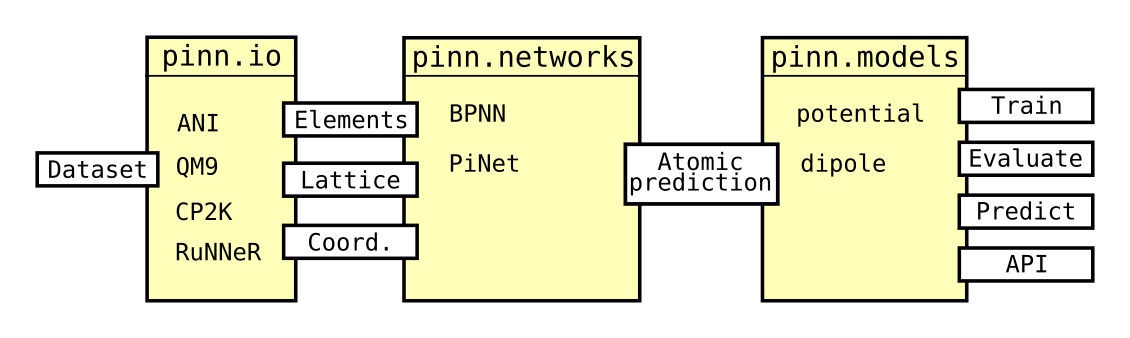 Dataset
pinn.io
ANI
QM9
CP2K
RuNNeR
Elements
Lattice
Coord.
pinn.networks
BPNN
PiNet
Atomic
prediction
pinn.models
potential
dipole
Train
Evaluate
Predict
API